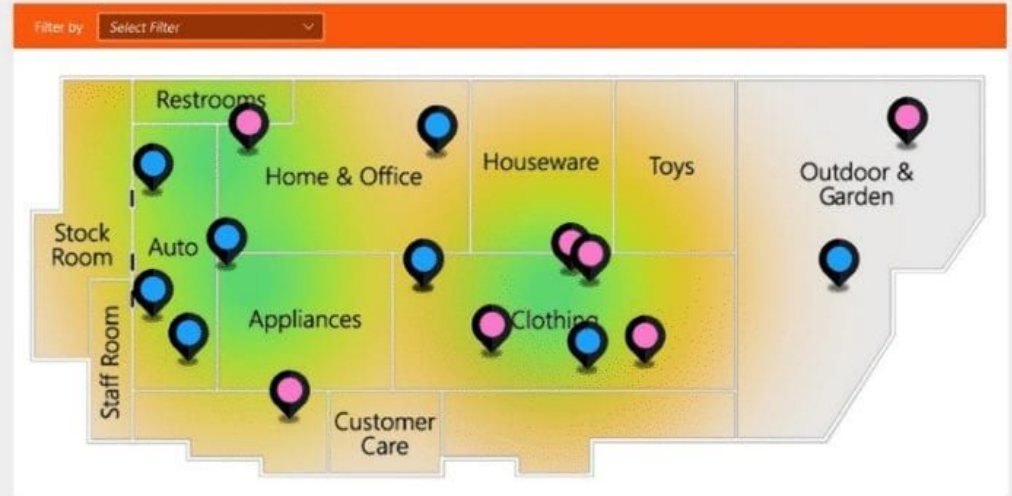 Filter by
Select Filter
Restrooms
Home & Office
Houseware
Toys
Outdoor &
Garden
Stock
Room
Auto
Appliances
Clothing
Staff Room
Customer
Care